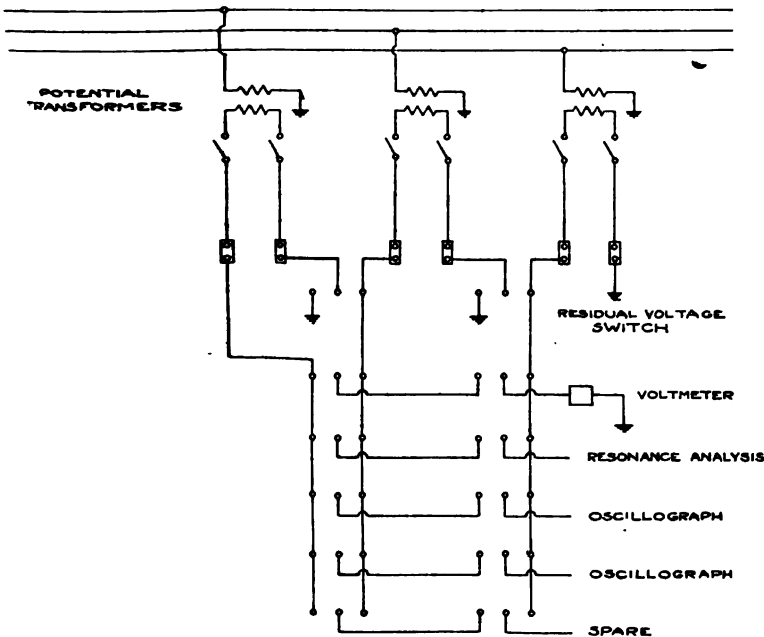 POTENTIAL
TRANSFORMERS
RESIDUAL VOLTAGE
SWITCH
VOLTMETER
RESONANCE ANALYSIS
OSCILLOGRAPH
OSCILLOGRAPH
SPARE